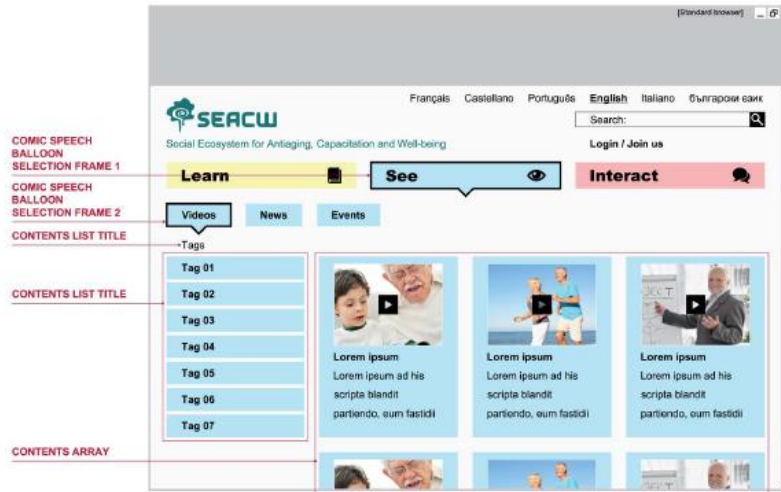 [Standard browser]
Français Castellano Português English Italiano български език
SEACW
Search:
Social Ecosystem for Antiaging, Capacitation and Well-being
Login / Join us
COMIC SPEECH
BALLOON
SELECTION FRAME 1
Learn See Interact
COMIC SPEECH
BALLOON
SELECTION FRAME 2
Videos News Events
CONTENTS LIST TITLE
Tags
CONTENTS LIST TITLE
Tag 01
Tag 02
Tag 03
Tag 04
Tag 05
Tag 06
Tag 07
Lorem ipsum
Lorem ipsum ad his
scripta blandit
partiendo, eum fastidii
Lorem ipsum
Lorem ipsum ad his
scripta blandit
partiendo, eum fastidii
Lorem ipsum
Lorem ipsum ad his
scripta blandit
partiendo, eum fastidii
CONTENTS ARRAY